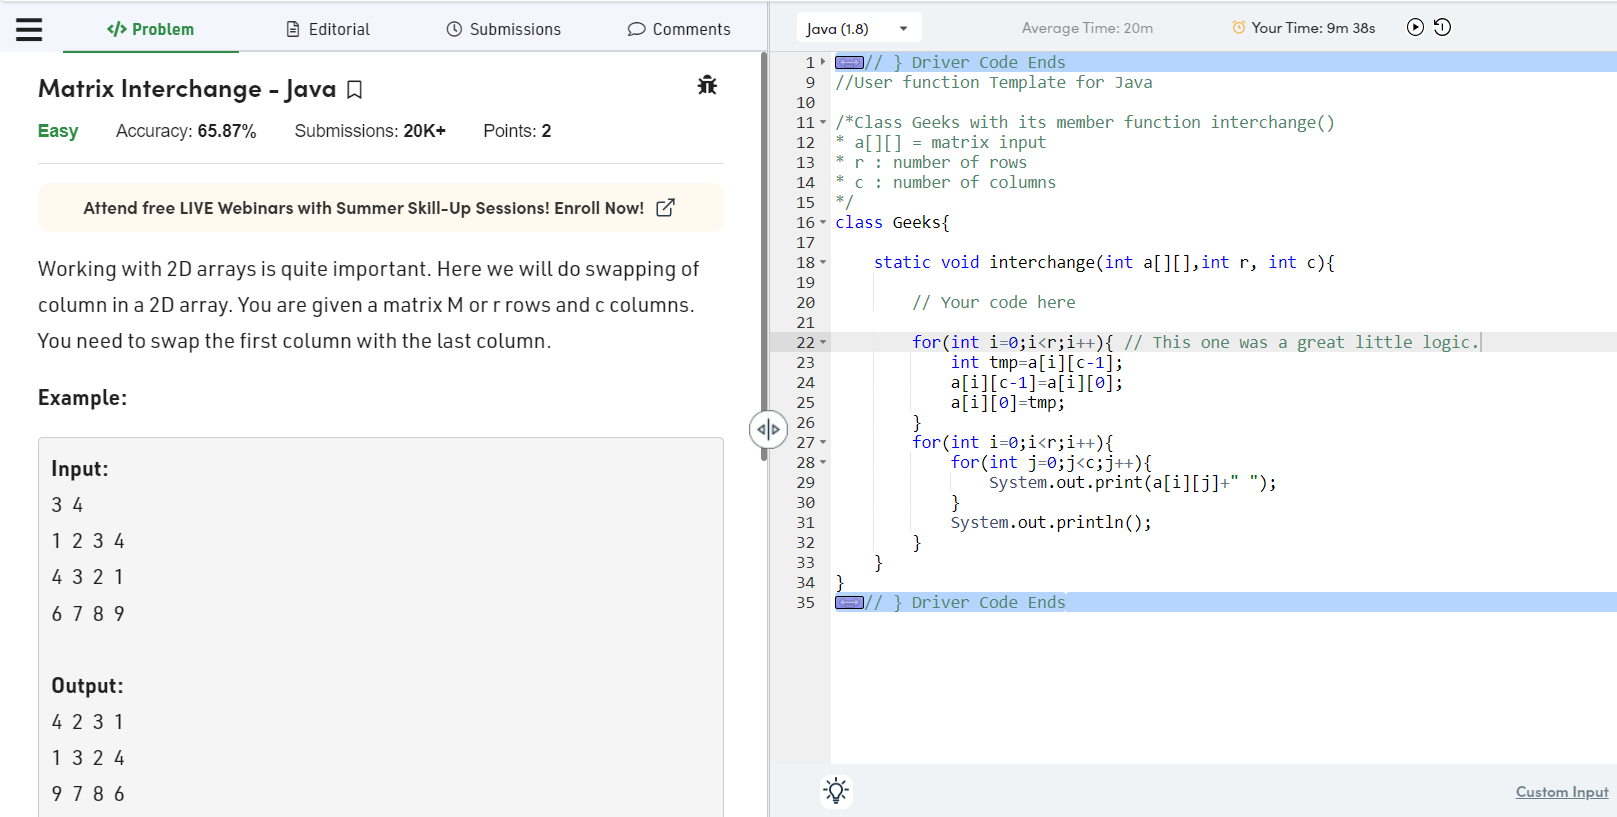 </> Problem
Editorial
Submissions
Comments
Matrix Interchange - Java
Easy Accuracy: 65.87% Submissions: 20K+ Points: 2
Attend free LIVE Webinars with Summer Skill-Up Sessions! Enroll Now!
Working with 2D arrays is quite important. Here we will do swapping of
column in a 2D array. You are given a matrix M or r rows and c columns.
You need to swap the first column with the last column.
Example:
Input:
3 4
1 2 3 4
4 3 2 1
6 7 8 9
Output:
4 2 3 1
1 3 2 4
9 7 8 6
Java (1.8)
Average Time: 20m
Your Time: 9m 38s
1 // } Driver Code Ends
9 //User function Template for Java
10
11 /*Class Geeks with its member function interchange()
12 * a[][] = matrix input
13 * r : number of rows
14 * c : number of columns
15 */
16 class Geeks{
17
18 static void interchange(int a[][],int r, int c){
19
20 // Your code here
21
22 for(int i=0;i<r;i++){ // This one was a great little logic.
23 int tmp=a[i][c-1];
24 a[i][c-1]=a[i][0];
25 a[i][0]=tmp;
26 }
27 for(int i=0;i<r;i++){
28 for(int j=0;j<c;j++){
29 System.out.print(a[i][j]+" ");
30 }
31 System.out.println();
32 }
33 }
34 }
35 // } Driver Code Ends
Custom Input